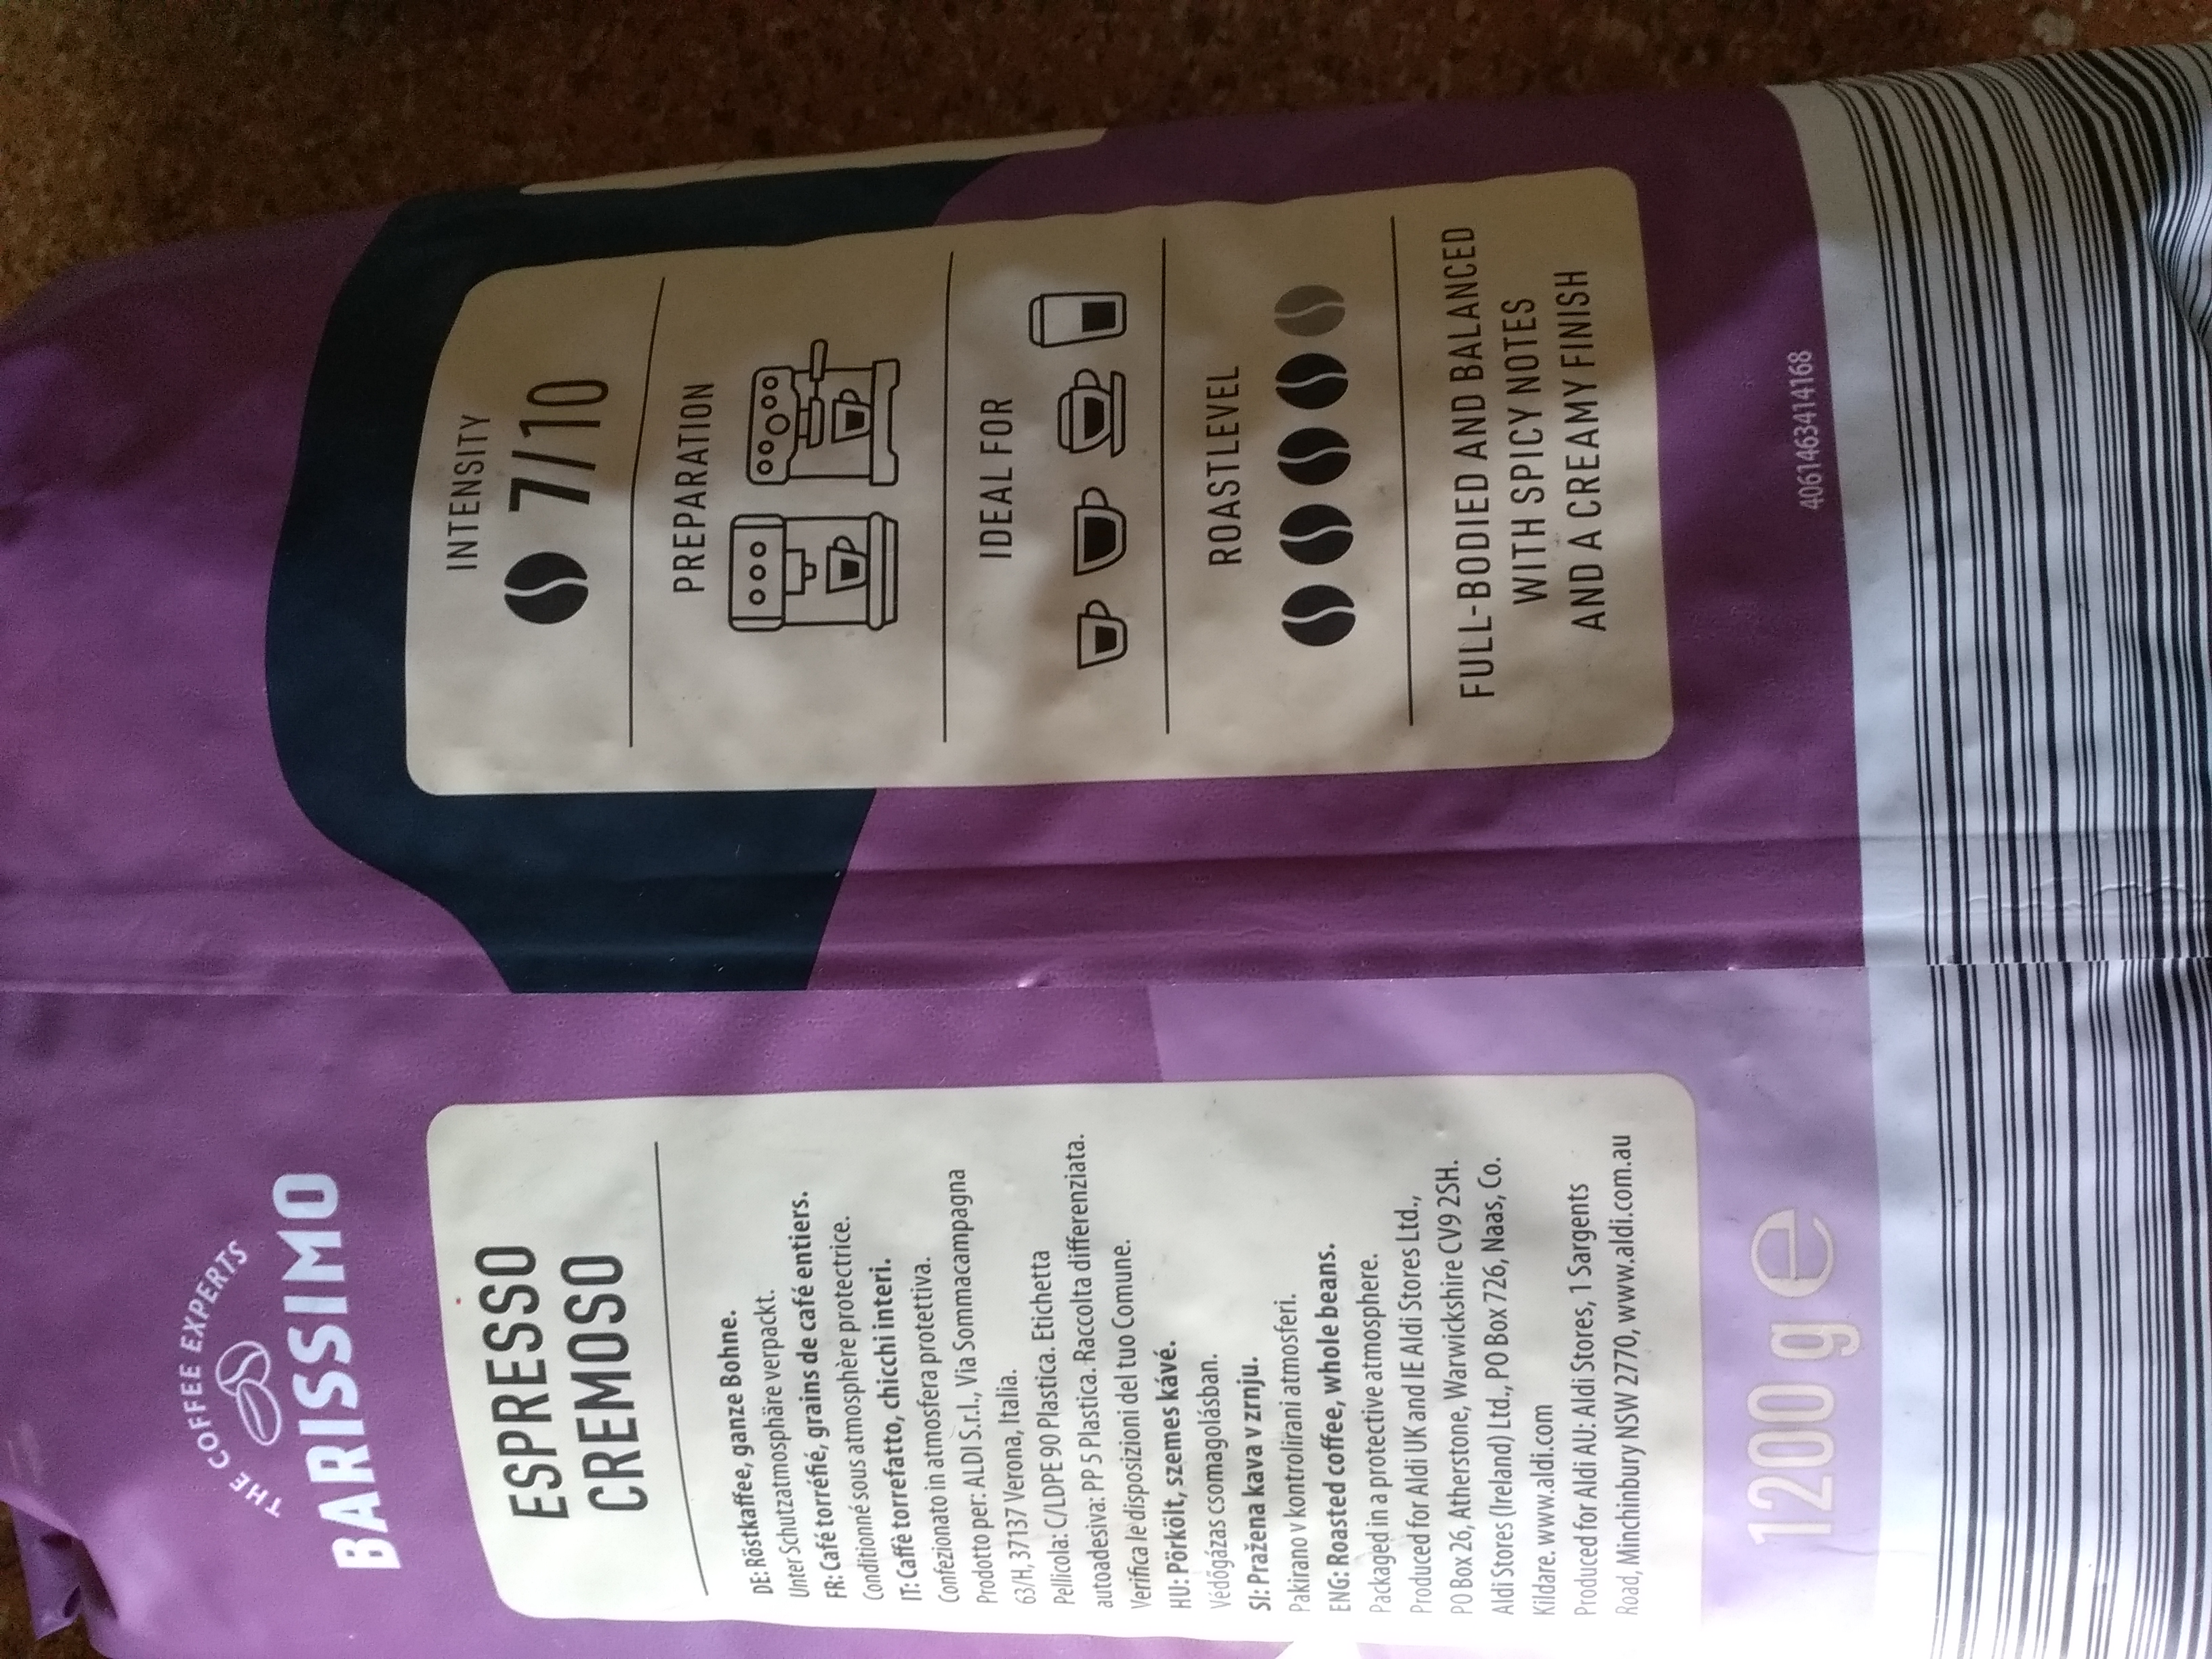 THE COFFEE EXPERTS
BARISSIMO
ESPRESSO
CREMOSO
DE: Röstkaffee, ganze Bohne.
Unter Schutzatmosphäre verpackt.
FR: Café torréfié, grains de café entiers.
Conditionné sous atmosphère protectrice.
IT: Caffè torrefatto, chicchi interi.
Confezionato in atmosfera protettiva.
Prodotto per: ALDI S.r.l., Via Sommacampagna
63/H, 37137 Verona, Italia.
Pellicola: C/LDPE 90 Plastica. Etichetta
autoadesiva: PP 5 Plastica. Raccolta differenziata.
Verifica le disposizioni del tuo Comune.
HU: Pörkölt, szemes kávé.
Védőgázas csomagolásban.
SI: Pražena kava v zrnju.
Pakirano v kontrolirani atmosferi.
ENG: Roasted coffee, whole beans.
Packaged in a protective atmosphere.
Produced for Aldi UK and IE Aldi Stores Ltd.,
PO Box 26, Atherstone, Warwickshire CV9 2SH.
Aldi Stores (Ireland) Ltd., PO Box 726, Naas, Co.
Kildare. www.aldi.com
Produced for Aldi AU: Aldi Stores, 1 Sargents
Road, Minchinbury NSW 2770, www.aldi.com.au
1200 g e
INTENSITY
7/10
PREPARATION
IDEAL FOR
ROASTLEVEL
FULL-BODIED AND BALANCED
WITH SPICY NOTES
AND A CREAMY FINISH
4061463414168